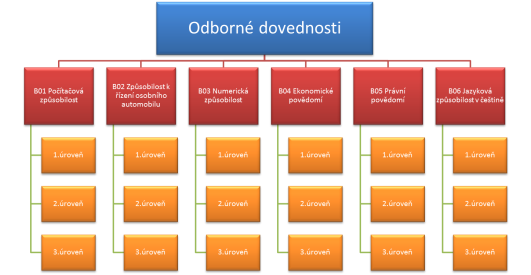 Odborné dovednosti
B01 Počítačová
způsobilost
B02 Způsobilost k
řízení osobního
automobilu
B03 Numerická
způsobilost
B04 Ekonomické
povědomí
B05 Právní
povědomí
B06 Jazyková
způsobilost v češtině
1.úroveň
1.úroveň
1.úroveň
1.úroveň
1.úroveň
1.úroveň
2.úroveň
2.úroveň
2.úroveň
2.úroveň
2.úroveň
2.úroveň
3.úroveň
3.úroveň
3.úroveň
3.úroveň
3.úroveň
3.úroveň